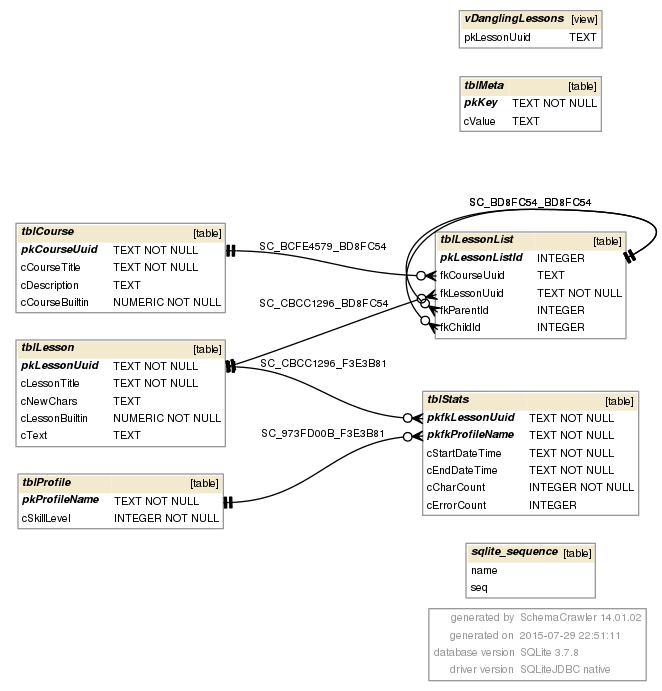 vDanglingLessons [view]
pkLessonUuid TEXT
tblMeta [table]
pkKey TEXT NOT NULL
cValue TEXT
SC_BD8FC54_BD8FC54
tblCourse [table]
pkCourseUuid TEXT NOT NULL
cCourseTitle TEXT NOT NULL
cDescription TEXT
cCourseBuiltin NUMERIC NOT NULL
SC_BCFE4579_BD8FC54
tblLessonList [table]
pkLessonListId INTEGER
fkCourseUuid TEXT
fkLessonUuid TEXT NOT NULL
fkParentId INTEGER
fkChildId INTEGER
SC_CBCC1296_BD8FC54
tblLesson [table]
pkLessonUuid TEXT NOT NULL
cLessonTitle TEXT NOT NULL
cNewChars TEXT
cLessonBuiltin NUMERIC NOT NULL
cText TEXT
SC_CBCC1296_F3E3B81
tblStats [table]
pkfkLessonUuid TEXT NOT NULL
pkfkProfileName TEXT NOT NULL
cStartDateTime TEXT NOT NULL
cEndDateTime TEXT NOT NULL
cCharCount INTEGER NOT NULL
cErrorCount INTEGER
SC_973FD00B_F3E3B81
tblProfile [table]
pkProfileName TEXT NOT NULL
cSkillLevel INTEGER NOT NULL
sqlite_sequence [table]
name
seq
generated by SchemaCrawler 14.01.02
generated on 2015-07-29 22:51:11
database version SQLite 3.7.8
driver version SQLiteJDBC native